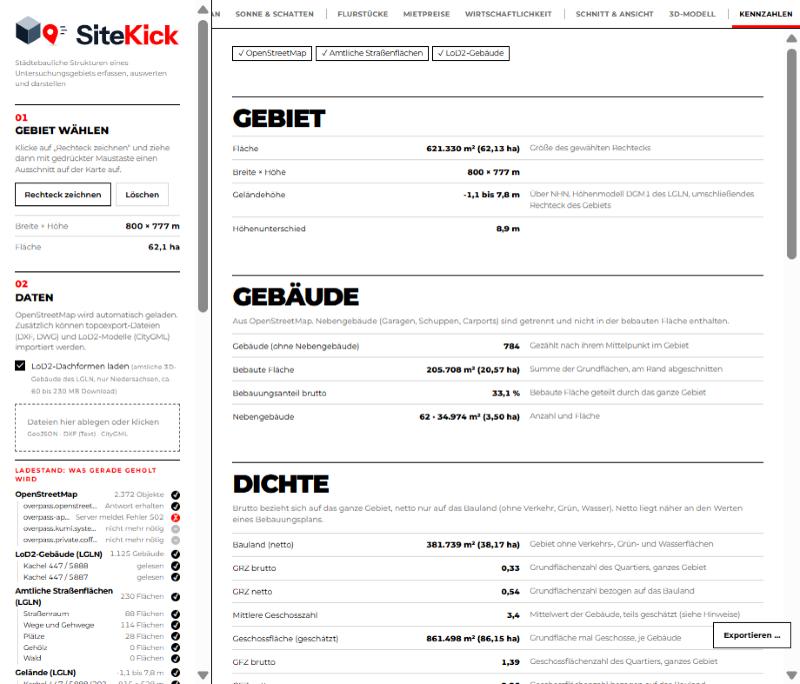 SiteKick
Städtebauliche Strukturen eines
Untersuchungsgebiets erfassen, auswerten
und darstellen
01
GEBIET WÄHLEN
Klicke auf „Rechteck zeichnen" und ziehe
dann mit gedrückter Maustaste einen
Ausschnitt auf der Karte auf.
Rechteck zeichnen Löschen
Breite × Höhe 800 × 777 m
Fläche 62,1 ha
02
DATEN
OpenStreetMap wird automatisch geladen.
Zusätzlich können topoexport-Dateien
(DXF, DWG) und LoD2-Modelle (CityGML)
importiert werden.
LoD2-Dachformen laden (amtliche 3D-
Gebäude des LGLN, nur Niedersachsen, ca.
60 bis 230 MB Download)
Dateien hier ablegen oder klicken
GeoJSON · DXF (Text) · CityGML
LADESTAND: WAS GERADE GEHOLT
WIRD
OpenStreetMap 2.372 Objekte
overpass.openstreet... Antwort erhalten
overpass-ap... Server meldet Fehler 502
overpass.kumi.syste... nicht mehr nötig
overpass.private.coff... nicht mehr nötig
LoD2-Gebäude (LGLN) 1.125 Gebäude
Kachel 447 / 5888 gelesen
Kachel 447 / 5887 gelesen
Amtliche Straßenflächen
(LGLN) 230 Flächen
Straßenraum 88 Flächen
Wege und Gehwege 114 Flächen
Plätze 28 Flächen
Gehölz 0 Flächen
Wald 0 Flächen
Gelände (LGLN) -1,1 bis 7,8 m
AN SONNE & SCHATTEN FLURSTÜCKE MIETPREISE WIRTSCHAFTLICHKEIT SCHNITT & ANSICHT 3D-MODELL KENNZAHLEN
✓ OpenStreetMap ✓ Amtliche Straßenflächen ✓ LoD2-Gebäude
GEBIET
Fläche 621.330 m² (62,13 ha) Größe des gewählten Rechtecks
Breite × Höhe 800 × 777 m
Geländehöhe -1,1 bis 7,8 m Über NHN, Höhenmodell DGM1 des LGLN, umschließendes
Rechteck des Gebiets
Höhenunterschied 8,9 m
GEBÄUDE
Aus OpenStreetMap. Nebengebäude (Garagen, Schuppen, Carports) sind getrennt und nicht in der bebauten Fläche enthalten.
Gebäude (ohne Nebengebäude) 784 Gezählt nach ihrem Mittelpunkt im Gebiet
Bebaute Fläche 205.708 m² (20,57 ha) Summe der Grundflächen, am Rand abgeschnitten
Bebauungsanteil brutto 33,1 % Bebaute Fläche geteilt durch das ganze Gebiet
Nebengebäude 62 · 34.974 m² (3,50 ha) Anzahl und Fläche
DICHTE
Brutto bezieht sich auf das ganze Gebiet, netto nur auf das Bauland (ohne Verkehr, Grün, Wasser). Netto liegt näher an den Werten
eines Bebauungsplans.
Bauland (netto) 381.739 m² (38,17 ha) Gebiet ohne Verkehrs-, Grün- und Wasserflächen
GRZ brutto 0,33 Grundflächenzahl des Quartiers, ganzes Gebiet
GRZ netto 0,54 Grundflächenzahl bezogen auf das Bauland
Mittlere Geschosszahl 3,4 Mittelwert der Gebäude, teils geschätzt (siehe Hinweise)
Geschossfläche (geschätzt) 861.498 m² (86,15 ha) Grundfläche mal Geschosse, je Gebäude
GFZ brutto 1,39 Geschossflächenzahl des Quartiers, ganzes Gebiet
Exportieren ...